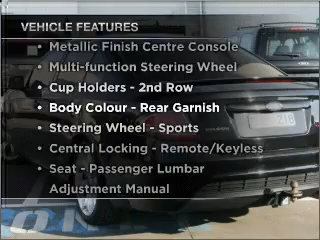 VEHICLE FEATURES
• Metallic Finish Centre Console
• Multi-function Steering Wheel
• Cup Holders - 2nd Row
• Body Colour - Rear Garnish
• Steering Wheel - Sports
• Central Locking - Remote/Keyless
• Seat - Passenger Lumbar
Adjustment Manual